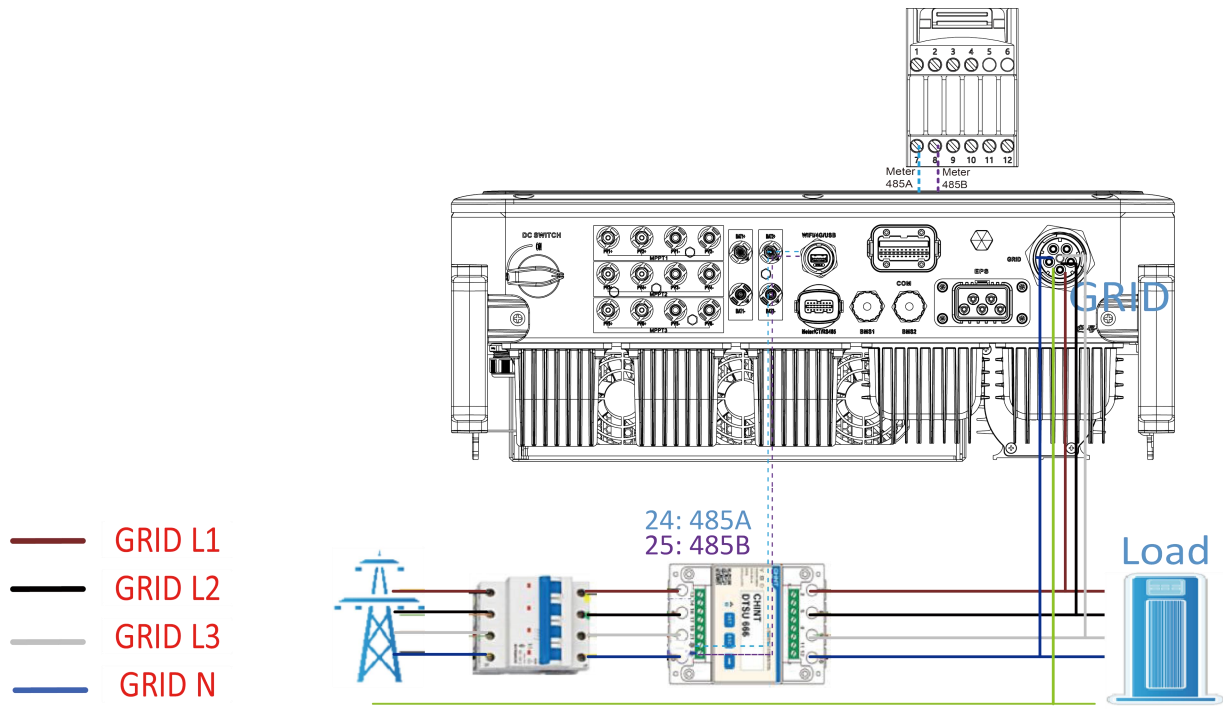 1 2 3 4 5 6
7 8 9 10 11 12
Meter Meter
485A 485B
DC SWITCH
WIFI/4G/USB
GRID
MPPT1
EPS
COM
MPPT2
GRID
MPPT3
Meter/CT/RS485
BMS1
BMS2
24: 485A
25: 485B
GRID L1
GRID L2
GRID L3
GRID N
Load
CHINT
DTSU 666